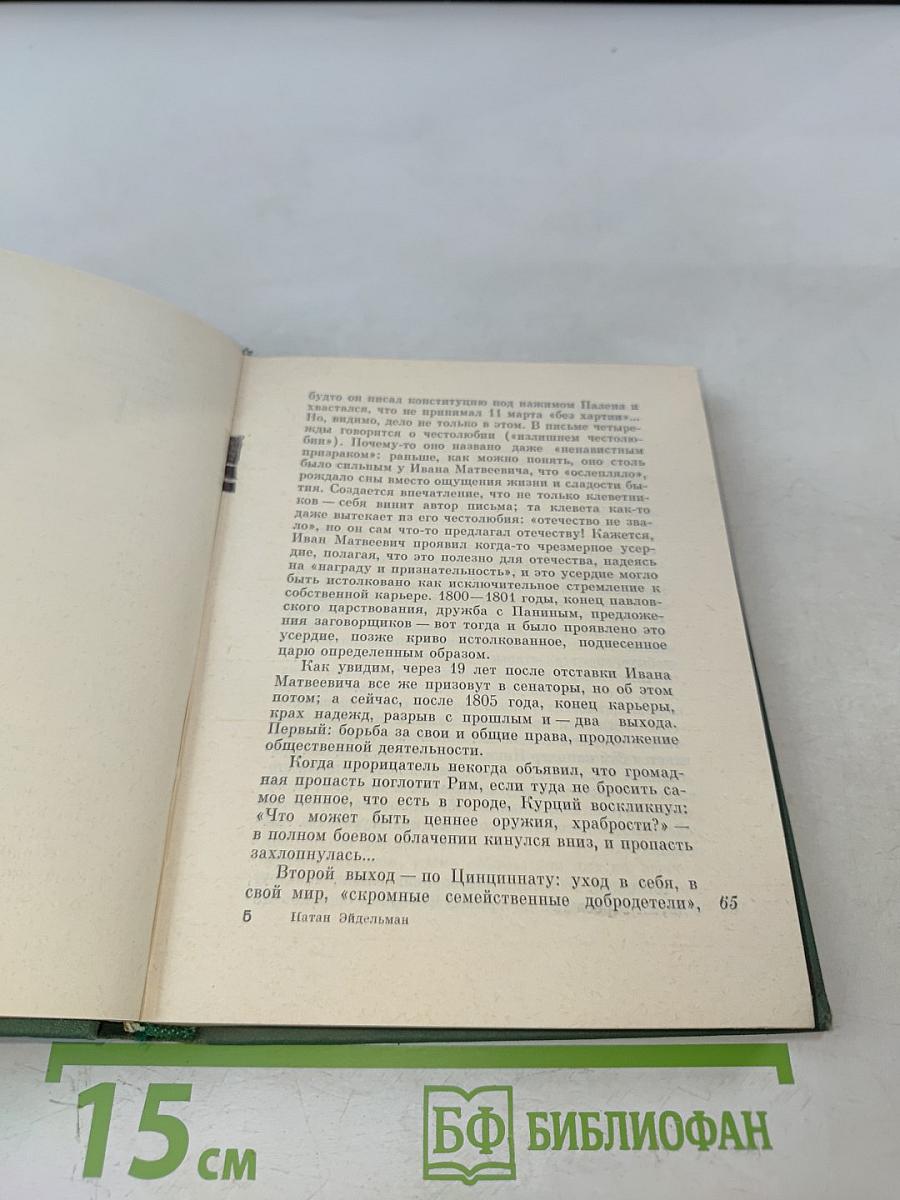 будто он писал конституцию под нажимом Палена и
хвастался, что не принимал 11 марта «без хартии»...
Но, видимо, дело не только в этом. В письме четыре-
жды говорится о честолюбии («излишнем честолю-
бии»). Почему-то оно названо даже «ненавистным
призраком»: раньше, как можно понять, оно столь
было сильным у Ивана Матвеевича, что «ослепляло»,
рождало сны вместо ощущения жизни и сладости бы-
тия. Создается впечатление, что не только клеветни-
ков — себя винит автор письма; та клевета как-то
даже вытекает из его честолюбия: «отечество не зва-
ло», но он сам что-то предлагал отечеству! Кажется,
Иван Матвеевич проявил когда-то чрезмерное усер-
дие, полагая, что это полезно для отечества, надеясь
на «награду и признательность», и это усердие могло
быть истолковано как исключительное стремление к
собственной карьере. 1800—1801 годы, конец павлов-
ского царствования, дружба с Паниным, предложе-
ния заговорщиков — вот тогда и было проявлено это
усердие, позже криво истолкованное, поднесенное
царю определенным образом.
Как увидим, через 19 лет после отставки Ивана
Матвеевича все же призовут в сенаторы, но об этом
потом; а сейчас, после 1805 года, конец карьеры,
крах надежд, разрыв с прошлым и — два выхода.
Первый: борьба за свои и общие права, продолжение
общественной деятельности.
Когда прорицатель некогда объявил, что громад-
ная пропасть поглотит Рим, если туда не бросить са-
мое ценное, что есть в городе, Курций воскликнул:
«Что может быть ценнее оружия, храбрости?» —
в полном боевом облачении кинулся вниз, и пропасть
захлопнулась...
Второй выход — по Цинциннату: уход в себя, в
свой мир, «скромные семейственные добродетели», 65
5 Натан Эйдельман
15 см
БФ БИБЛИОФАН